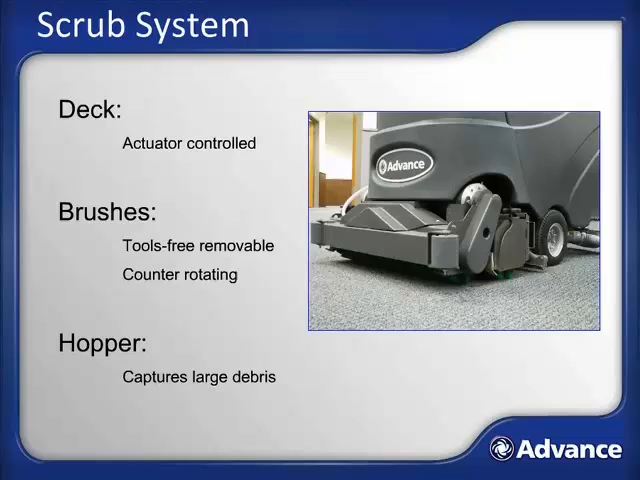 Scrub System
Deck:
Actuator controlled
Brushes:
Tools-free removable
Counter rotating
Hopper:
Captures large debris
Advance
Advance